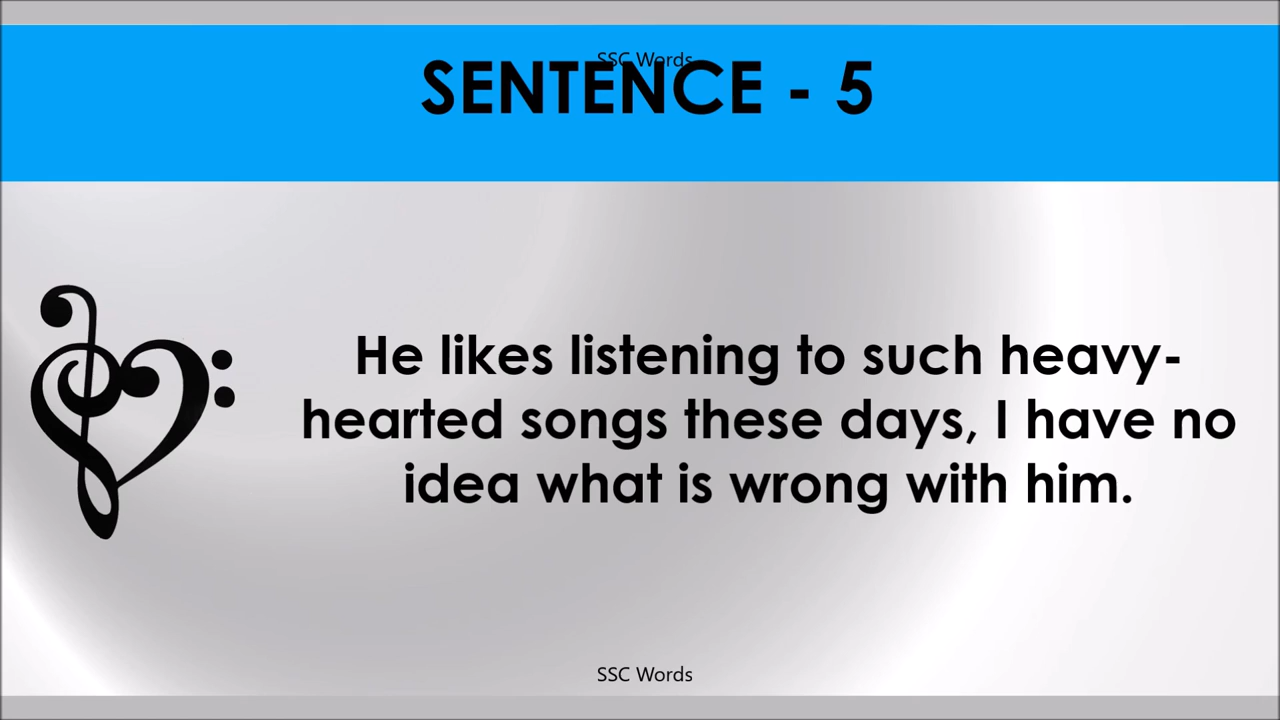 SSC Words
SENTENCE - 5
He likes listening to such heavy-
hearted songs these days, I have no
idea what is wrong with him.
SSC Words